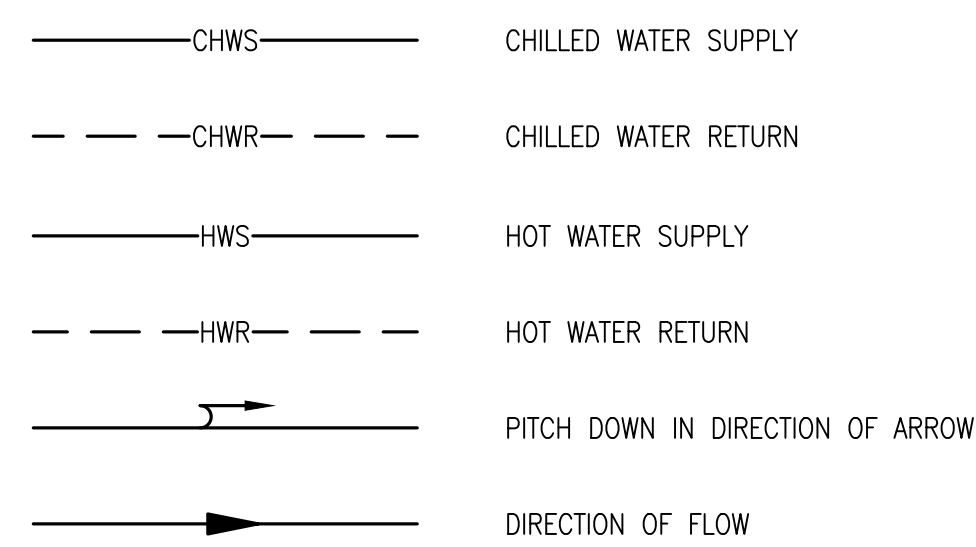 CHWS CHILLED WATER SUPPLY
CHWR CHILLED WATER RETURN
HWS HOT WATER SUPPLY
HWR HOT WATER RETURN
PITCH DOWN IN DIRECTION OF ARROW
DIRECTION OF FLOW